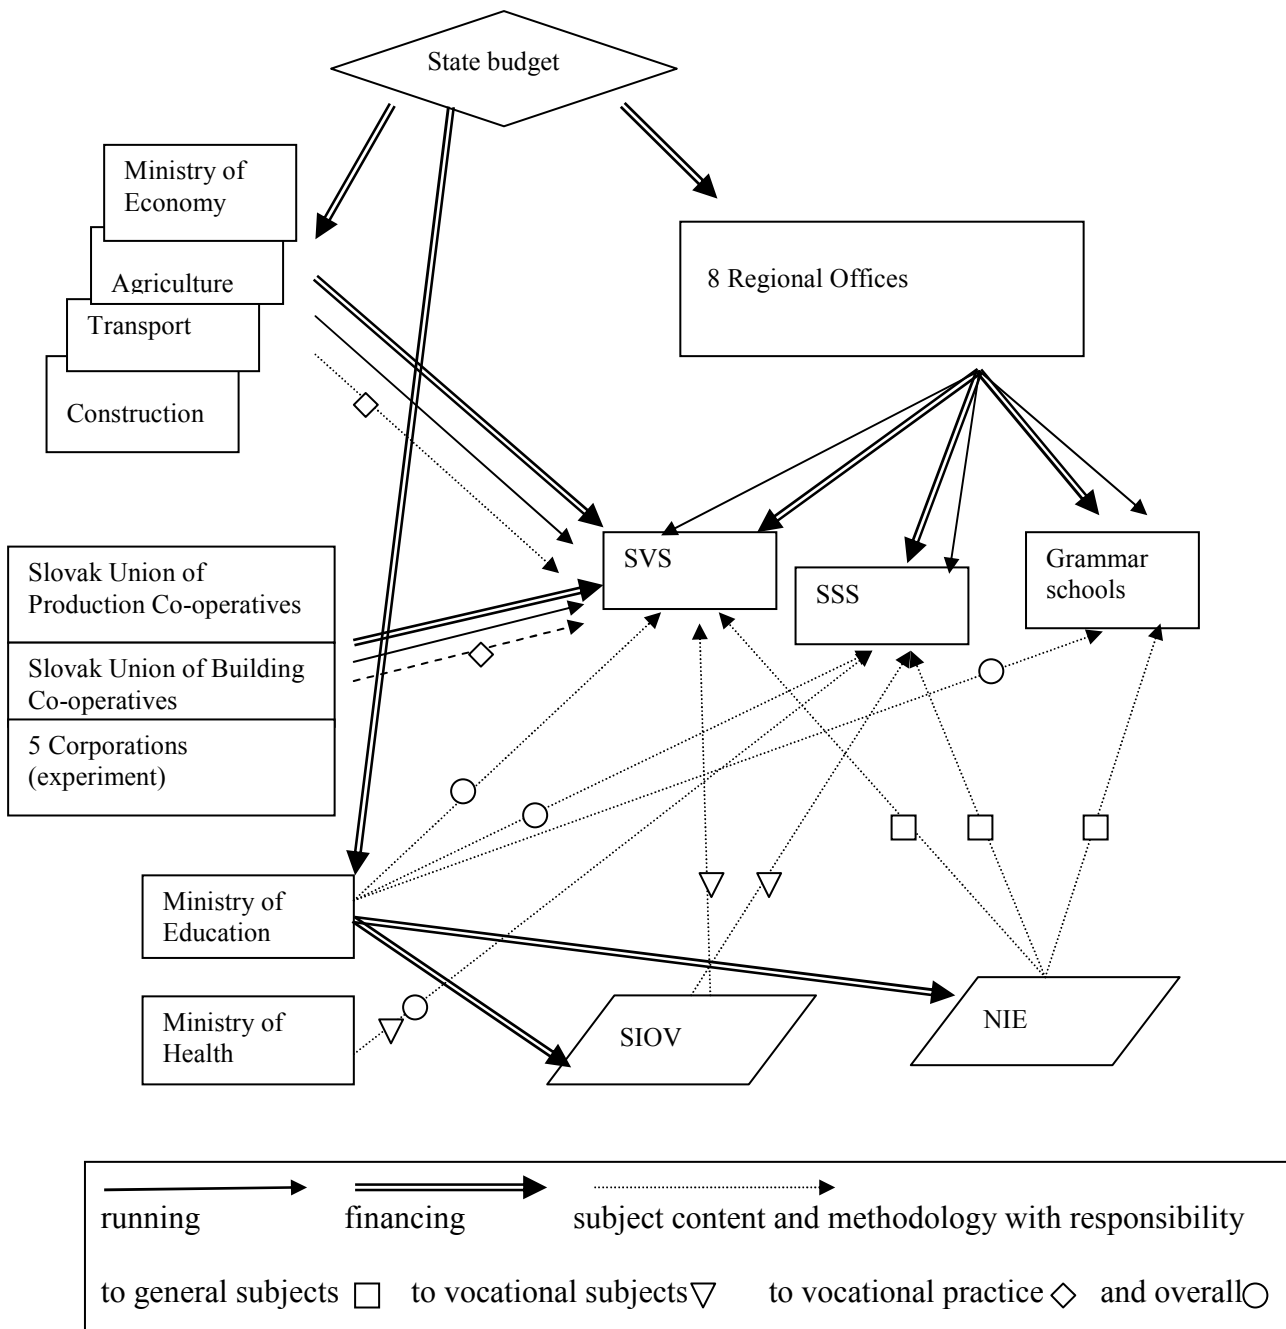 State budget
Ministry of
Economy
Agriculture
Transport
Construction
8 Regional Offices
SVS
SSS
Grammar
schools
Slovak Union of
Production Co-operatives
Slovak Union of Building
Co-operatives
5 Corporations
(experiment)
Ministry of
Education
Ministry of
Health
SIOV
NIE
running
financing
subject content and methodology with responsibility
to general subjects
to vocational subjects
to vocational practice
and overall